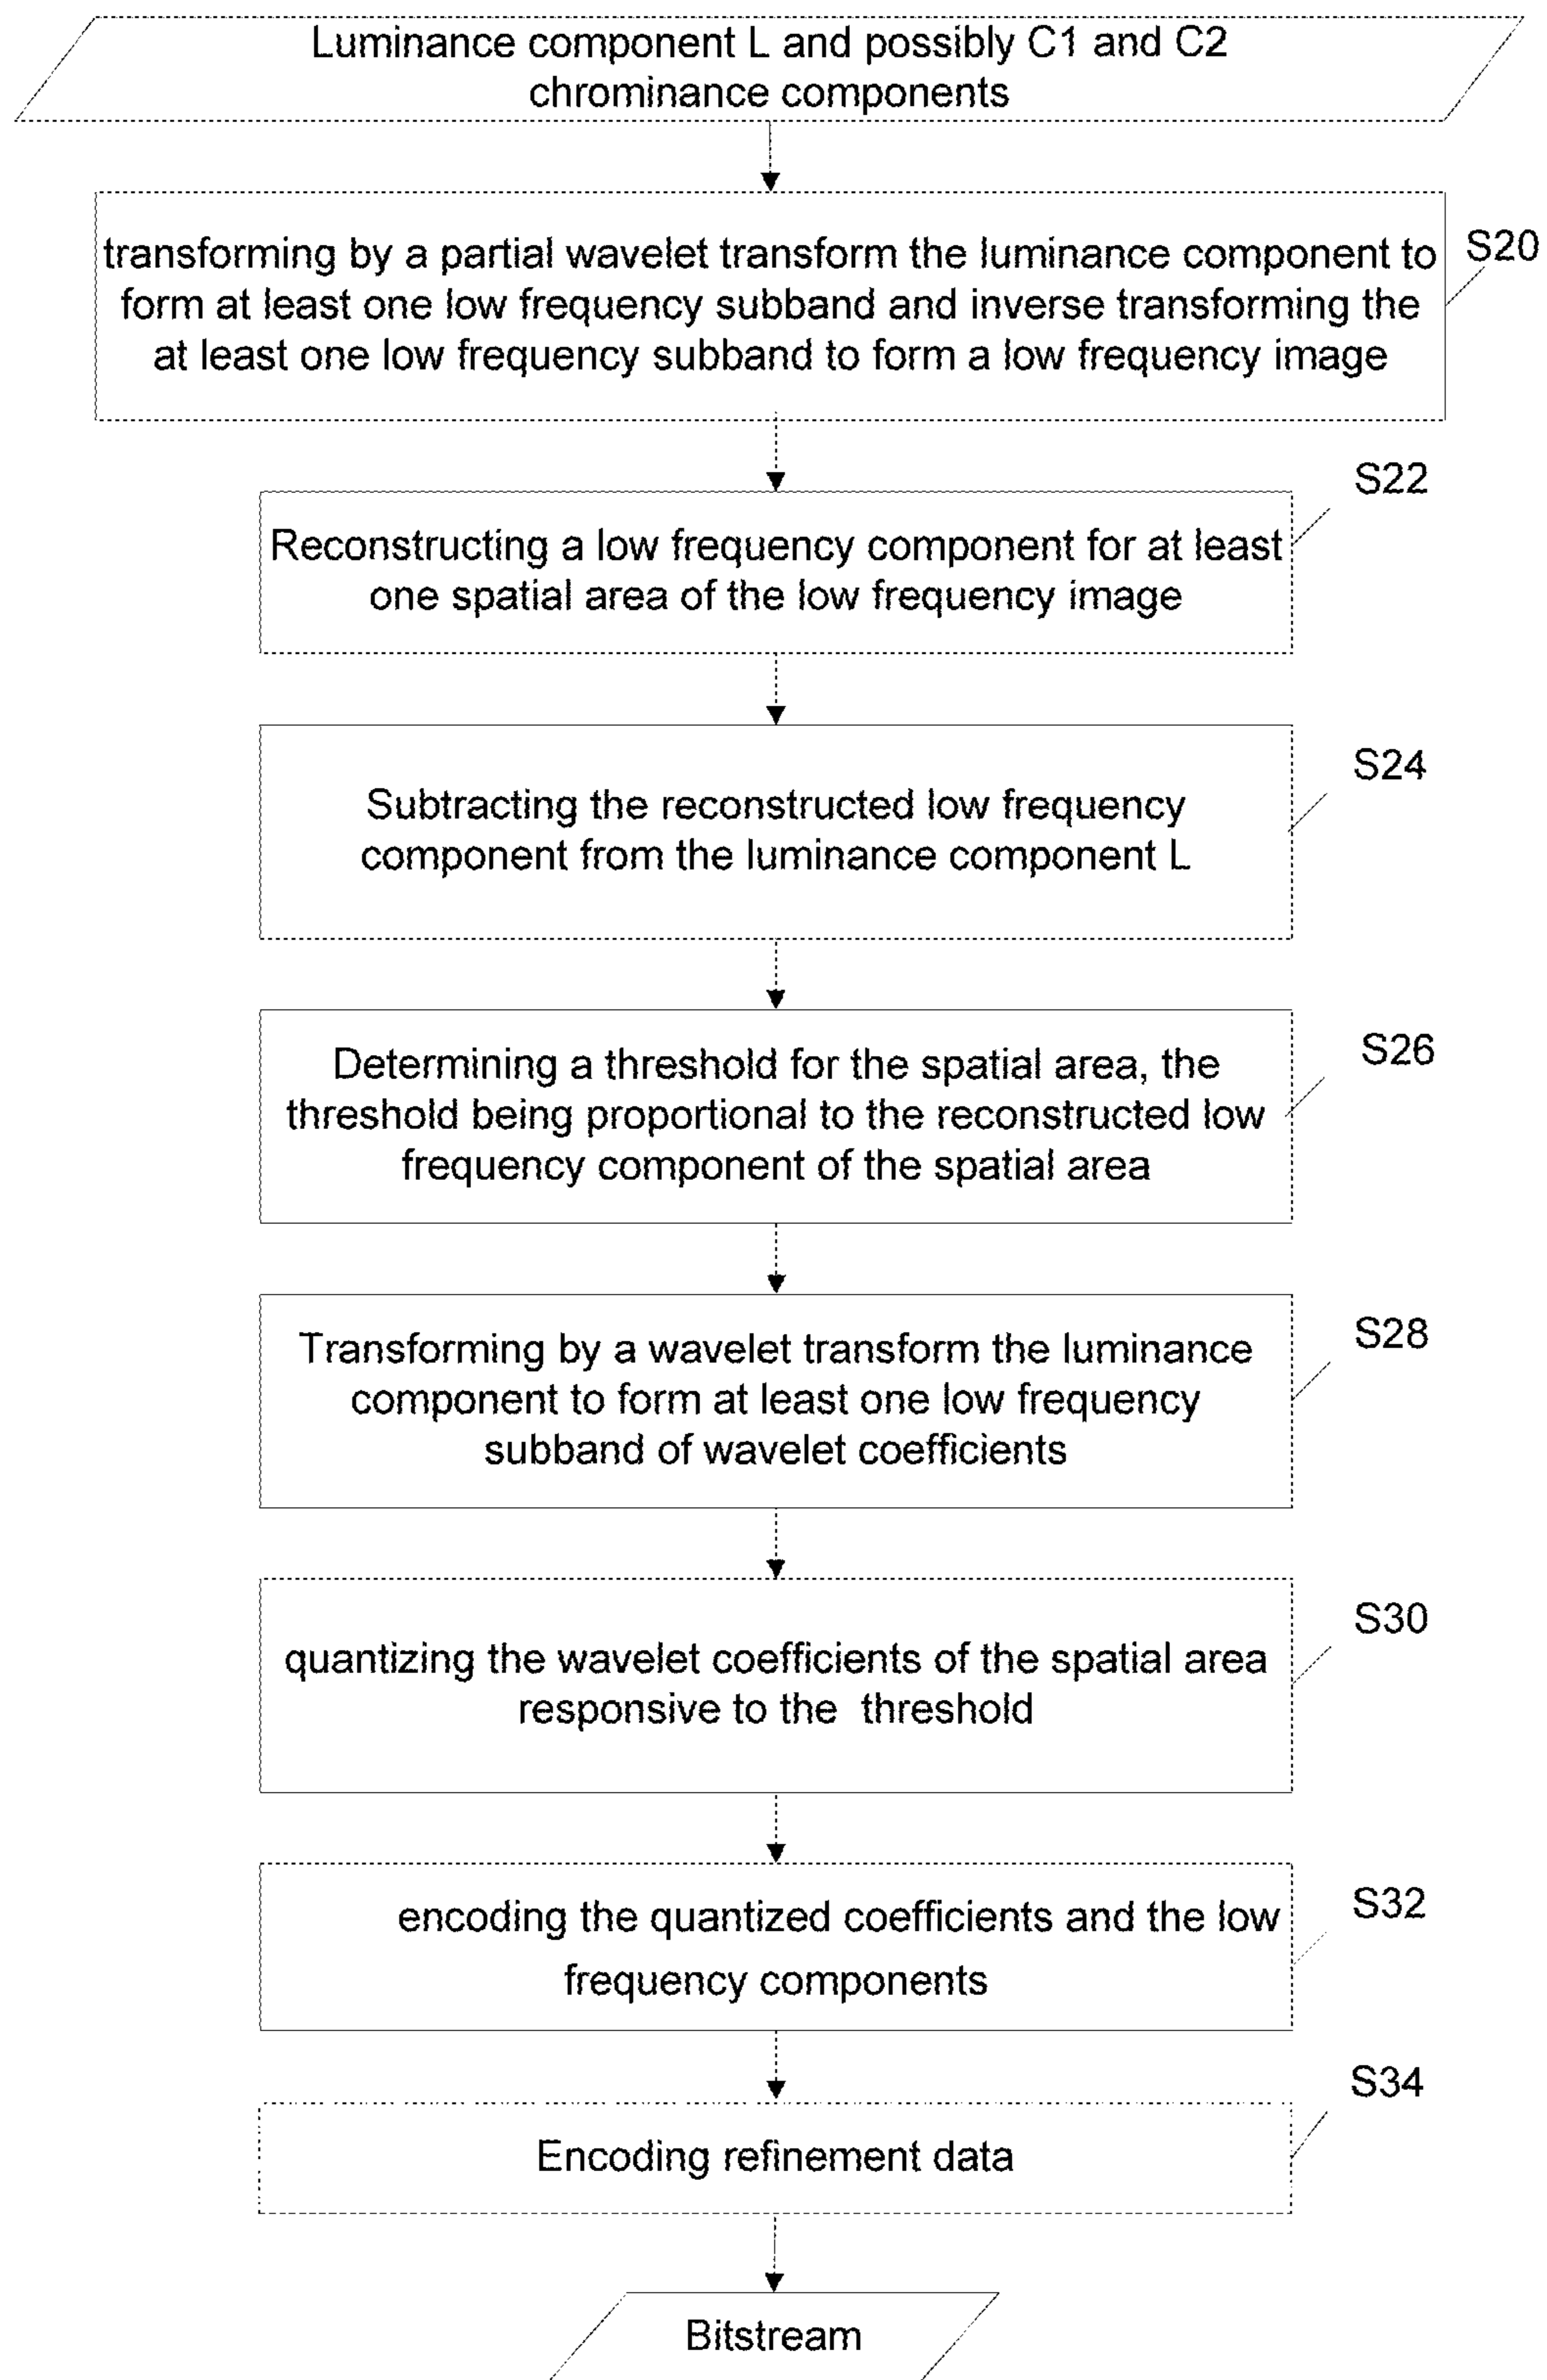 Luminance component L and possibly C1 and C2
chrominance components
transforming by a partial wavelet transform the luminance component to
form at least one low frequency subband and inverse transforming the
at least one low frequency subband to form a low frequency image
S20
Reconstructing a low frequency component for at least
one spatial area of the low frequency image
S22
Subtracting the reconstructed low frequency
component from the luminance component L
S24
Determining a threshold for the spatial area, the
threshold being proportional to the reconstructed low
frequency component of the spatial area
S26
Transforming by a wavelet transform the luminance
component to form at least one low frequency
subband of wavelet coefficients
S28
quantizing the wavelet coefficients of the spatial area
responsive to the threshold
S30
encoding the quantized coefficients and the low
frequency components
S32
Encoding refinement data
S34
Bitstream